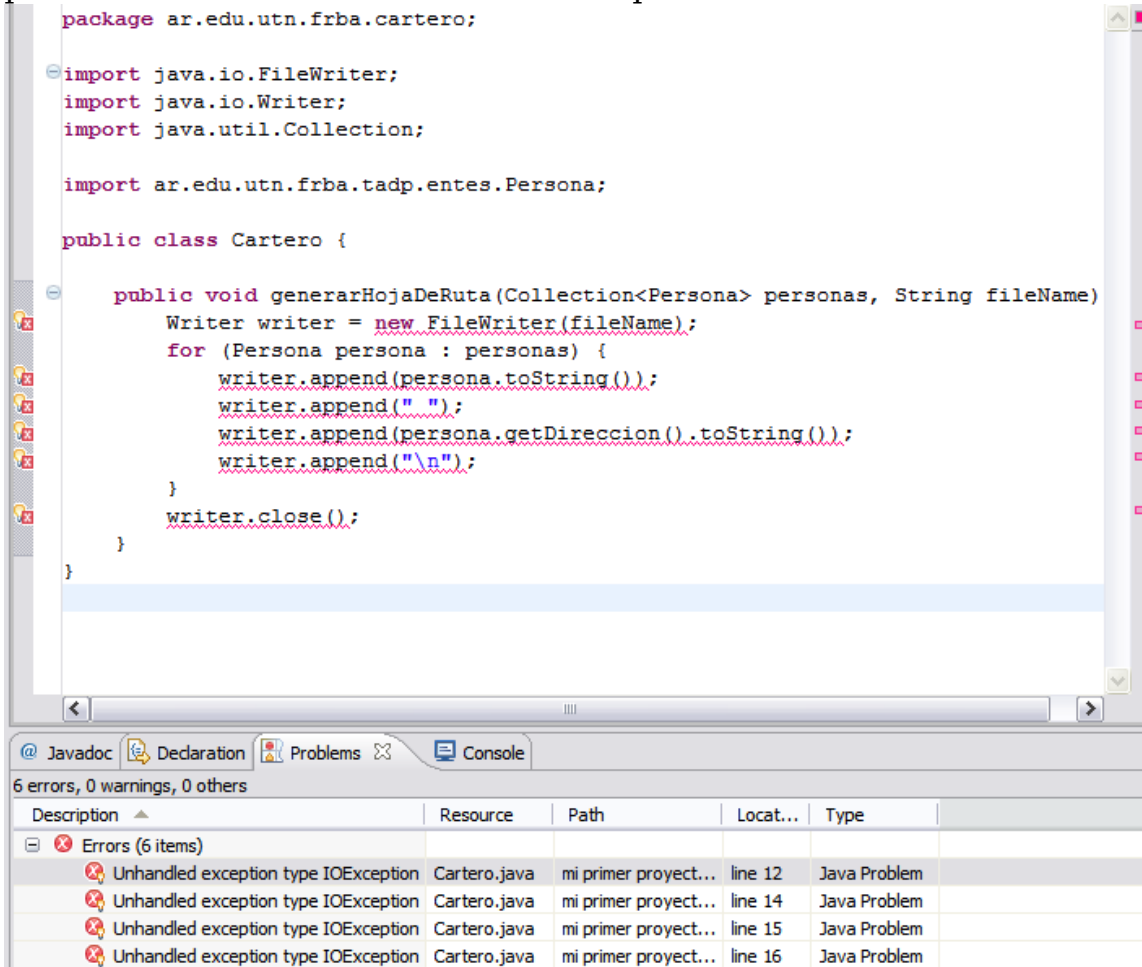 package ar.edu.utn.frba.cartero;
import java.io.FileWriter;
import java.io.Writer;
import java.util.Collection;
import ar.edu.utn.frba.tadp.entes.Persona;
public class Cartero {
public void generarHojaDeRuta(Collection<Persona> personas, String fileName)
Writer writer = new FileWriter(fileName);
for (Persona persona : personas) {
writer.append(persona.toString());
writer.append(" ");
writer.append(persona.getDireccion().toString());
writer.append("\n");
}
writer.close();
}
}
@ Javadoc Declaration Problems Console
6 errors, 0 warnings, 0 others
Description Resource Path Locat... Type
Errors (6 items)
Unhandled exception type IOException Cartero.java mi primer proyect... line 12 Java Problem
Unhandled exception type IOException Cartero.java mi primer proyect... line 14 Java Problem
Unhandled exception type IOException Cartero.java mi primer proyect... line 15 Java Problem
Unhandled exception type IOException Cartero.java mi primer proyect... line 16 Java Problem